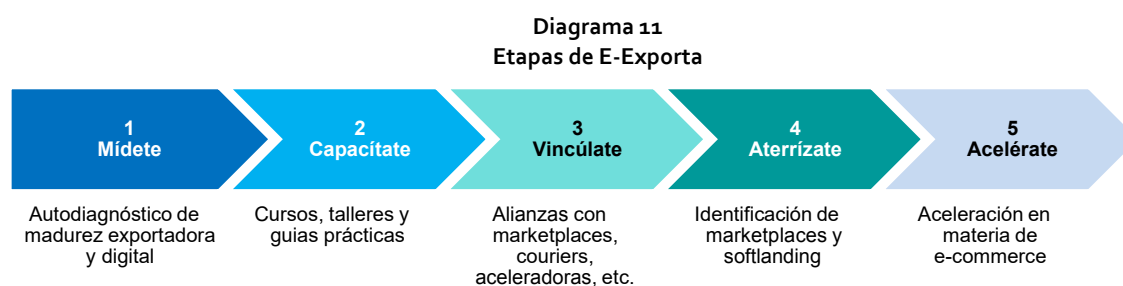 Diagrama 11
Etapas de E-Exporta
1
Mídete
2
Capacítate
3
Vincúlate
4
Aterrízate
5
Acelérate
Autodiagnóstico de
madurez exportadora
y digital
Cursos, talleres y
guias prácticas
Alianzas con
marketplaces,
couriers,
aceleradoras, etc.
Identificación de
marketplaces y
softlanding
Aceleración en
materia de
e-commerce